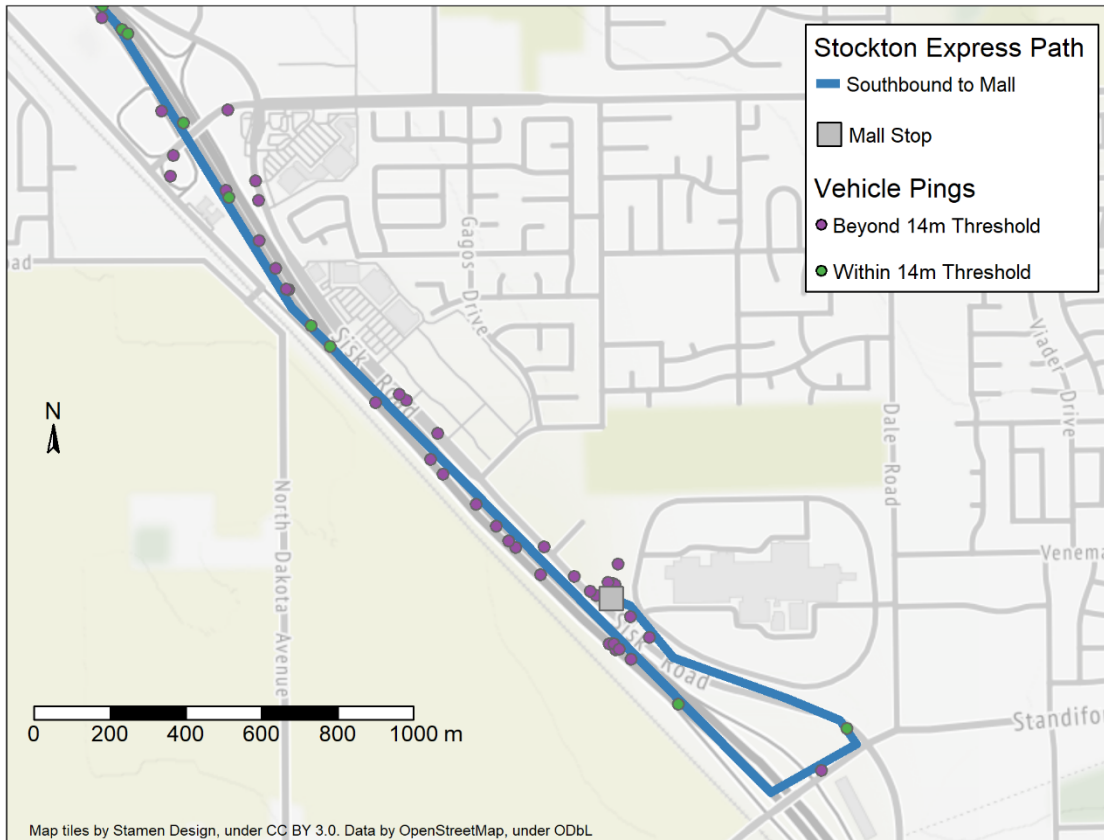 Stockton Express Path
Southbound to Mall
Mall Stop
Vehicle Pings
Beyond 14m Threshold
Within 14m Threshold
Gagos Drive
Viader Drive
oad
Sisk Road
N
Dale Road
North Dakota Avenue
Venema
Sisk Road
Standifor
0 200 400 600 800 1000 m
Map tiles by Stamen Design, under CC BY 3.0. Data by OpenStreetMap, under ODbL